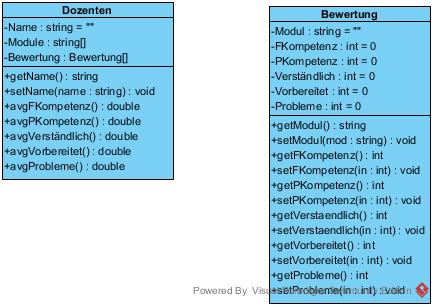 Dozenten
-Name : string = ""
-Module : string[]
-Bewertung : Bewertung[]
+getName() : string
+setName(name : string) : void
+avgFKompetenz() : double
+avgPKompetenz() : double
+avgVerständlich() : double
+avgVorbereitet() : double
+avgProbleme() : double
Bewertung
-Modul : string = ""
-FKompetenz : int = 0
-PKompetenz : int = 0
-Verständlich : int = 0
-Vorbereitet : int = 0
-Probleme : int = 0
+getModul() : string
+setModul(mod : string) : void
+getFKompetenz() : int
+setFKompetenz(in : int) : void
+getPKompetenz() : int
+setPKompetenz(in : int) : void
+getVerstaendlich() : int
+setVerstaendlich(in : int) : void
+getVorbereitet() : int
+setVorbereitet(in : int) : void
+getProbleme() : int
+setProbleme(in : int) : void
Powered By Visual